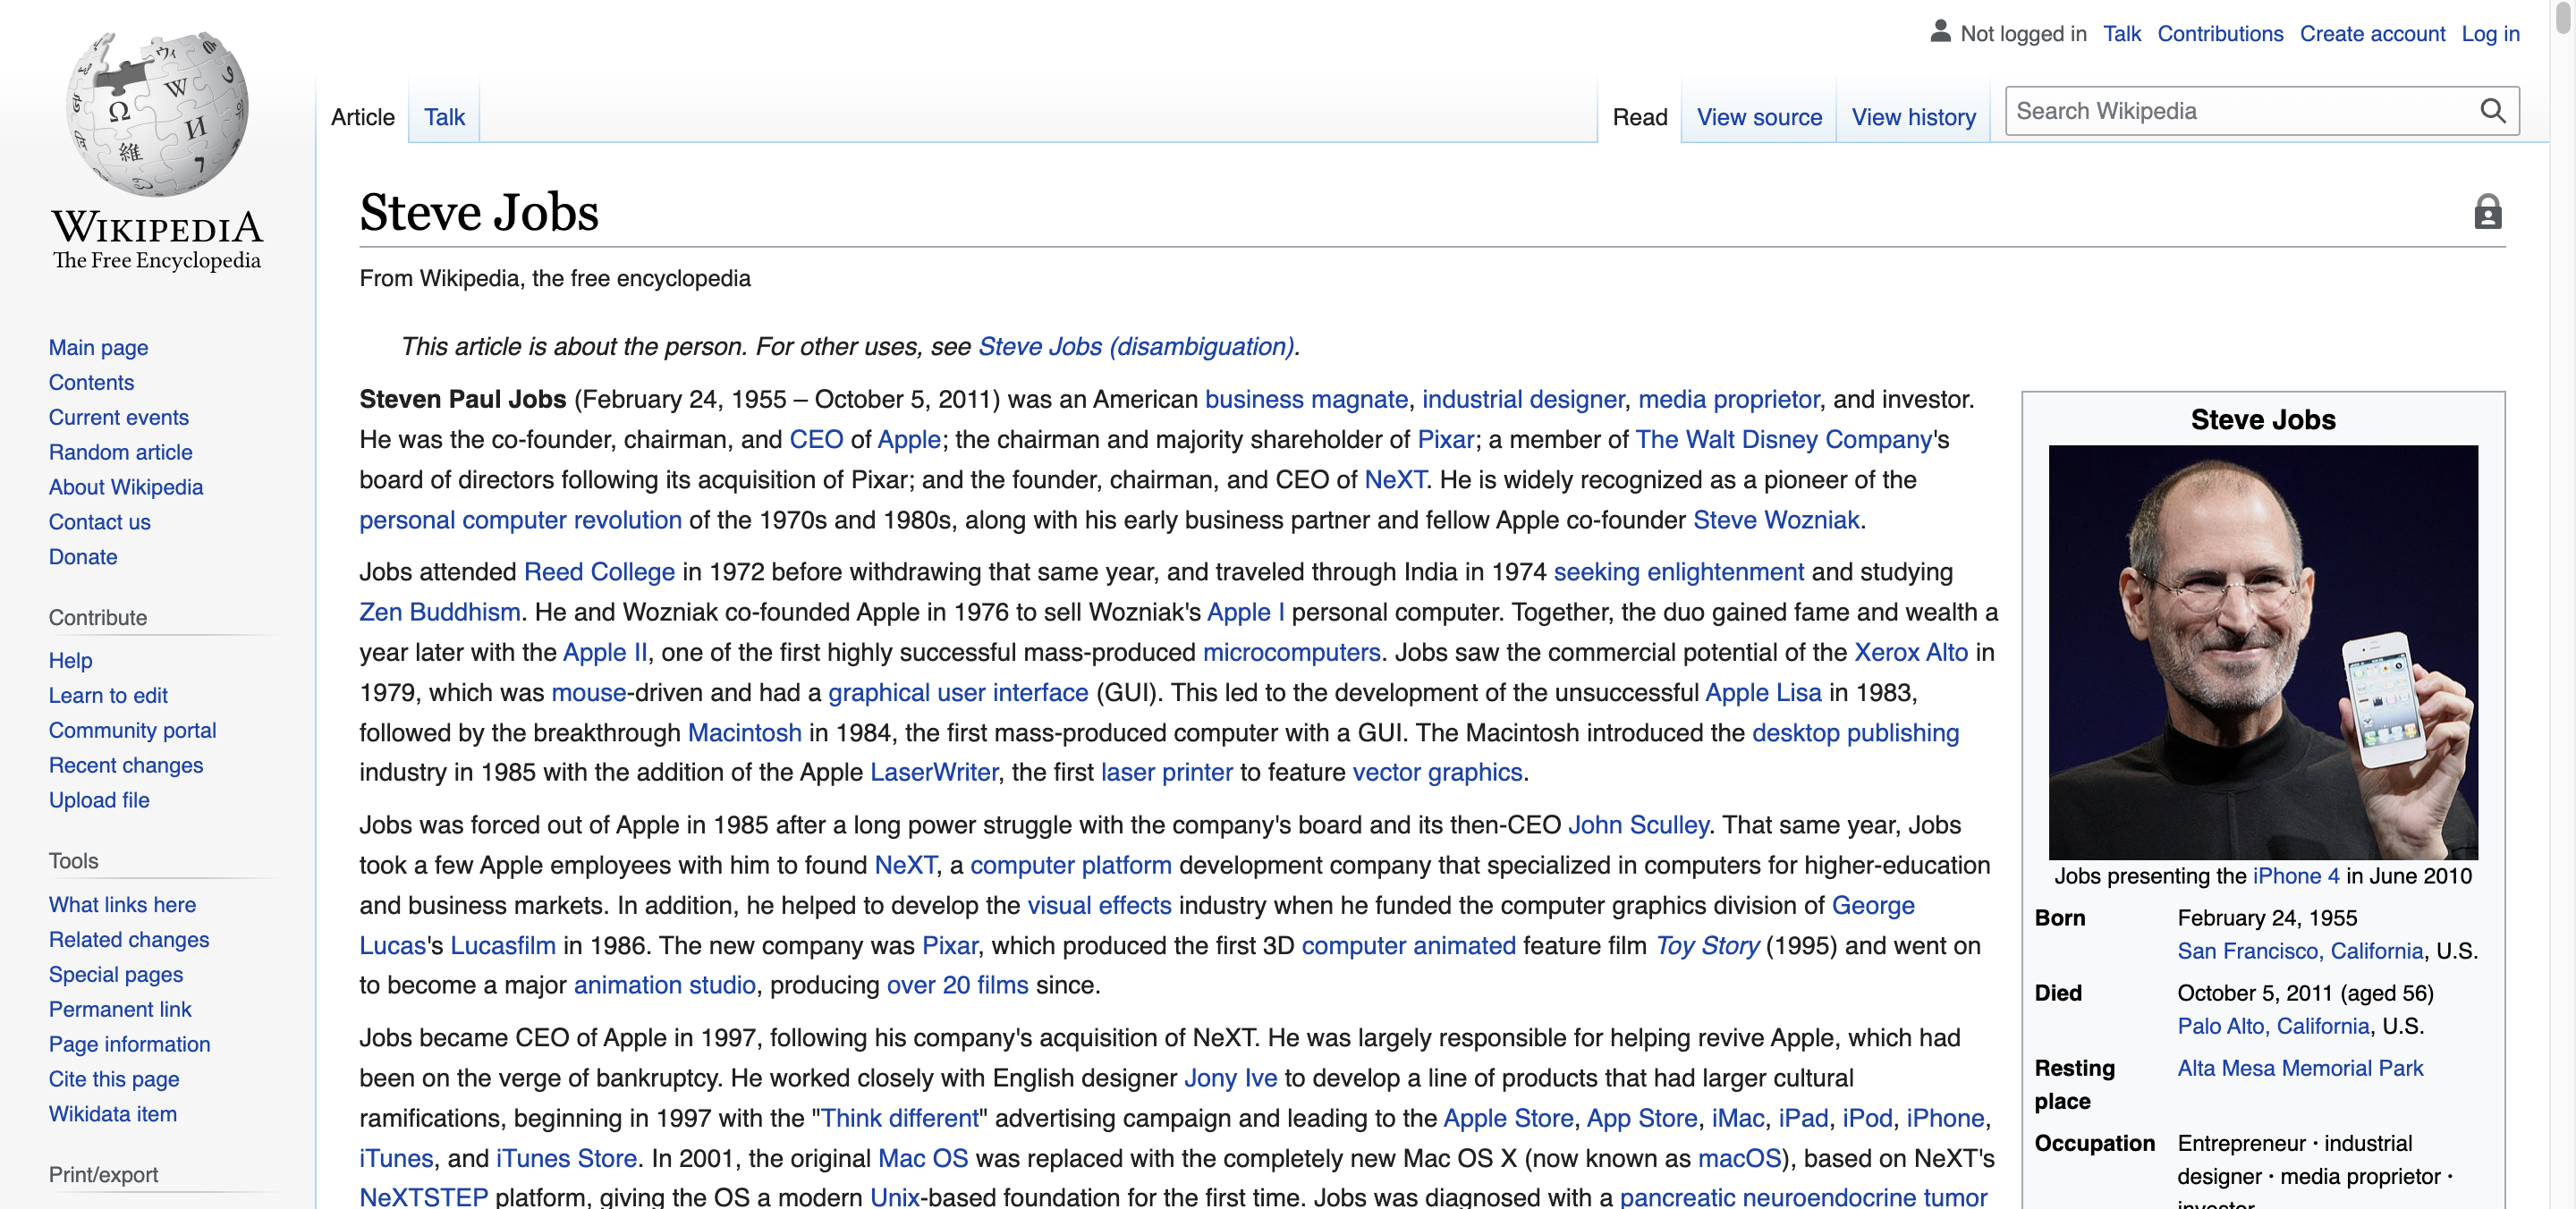 Not logged in Talk Contributions Create account Log in
Article Talk Read View source View history Search Wikipedia
WIKIPEDIA
The Free Encyclopedia
Main page
Contents
Current events
Random article
About Wikipedia
Contact us
Donate
Contribute
Help
Learn to edit
Community portal
Recent changes
Upload file
Tools
What links here
Related changes
Special pages
Permanent link
Page information
Cite this page
Wikidata item
Print/export
Steve Jobs
From Wikipedia, the free encyclopedia
This article is about the person. For other uses, see Steve Jobs (disambiguation).
Steven Paul Jobs (February 24, 1955 – October 5, 2011) was an American business magnate, industrial designer, media proprietor, and investor.
He was the co-founder, chairman, and CEO of Apple; the chairman and majority shareholder of Pixar; a member of The Walt Disney Company's
board of directors following its acquisition of Pixar; and the founder, chairman, and CEO of NeXT. He is widely recognized as a pioneer of the
personal computer revolution of the 1970s and 1980s, along with his early business partner and fellow Apple co-founder Steve Wozniak.
Jobs attended Reed College in 1972 before withdrawing that same year, and traveled through India in 1974 seeking enlightenment and studying
Zen Buddhism. He and Wozniak co-founded Apple in 1976 to sell Wozniak's Apple I personal computer. Together, the duo gained fame and wealth a
year later with the Apple II, one of the first highly successful mass-produced microcomputers. Jobs saw the commercial potential of the Xerox Alto in
1979, which was mouse-driven and had a graphical user interface (GUI). This led to the development of the unsuccessful Apple Lisa in 1983,
followed by the breakthrough Macintosh in 1984, the first mass-produced computer with a GUI. The Macintosh introduced the desktop publishing
industry in 1985 with the addition of the Apple LaserWriter, the first laser printer to feature vector graphics.
Jobs was forced out of Apple in 1985 after a long power struggle with the company's board and its then-CEO John Sculley. That same year, Jobs
took a few Apple employees with him to found NeXT, a computer platform development company that specialized in computers for higher-education
and business markets. In addition, he helped to develop the visual effects industry when he funded the computer graphics division of George
Lucas's Lucasfilm in 1986. The new company was Pixar, which produced the first 3D computer animated feature film Toy Story (1995) and went on
to become a major animation studio, producing over 20 films since.
Jobs became CEO of Apple in 1997, following his company's acquisition of NeXT. He was largely responsible for helping revive Apple, which had
been on the verge of bankruptcy. He worked closely with English designer Jony Ive to develop a line of products that had larger cultural
ramifications, beginning in 1997 with the "Think different" advertising campaign and leading to the Apple Store, App Store, iMac, iPad, iPod, iPhone,
iTunes, and iTunes Store. In 2001, the original Mac OS was replaced with the completely new Mac OS X (now known as macOS), based on NeXT's
NeXTSTEP platform, giving the OS a modern Unix-based foundation for the first time. Jobs was diagnosed with a pancreatic neuroendocrine tumor
Steve Jobs
Jobs presenting the iPhone 4 in June 2010
Born February 24, 1955
San Francisco, California, U.S.
Died October 5, 2011 (aged 56)
Palo Alto, California, U.S.
Resting place Alta Mesa Memorial Park
Occupation Entrepreneur · industrial
designer · media proprietor ·
investor